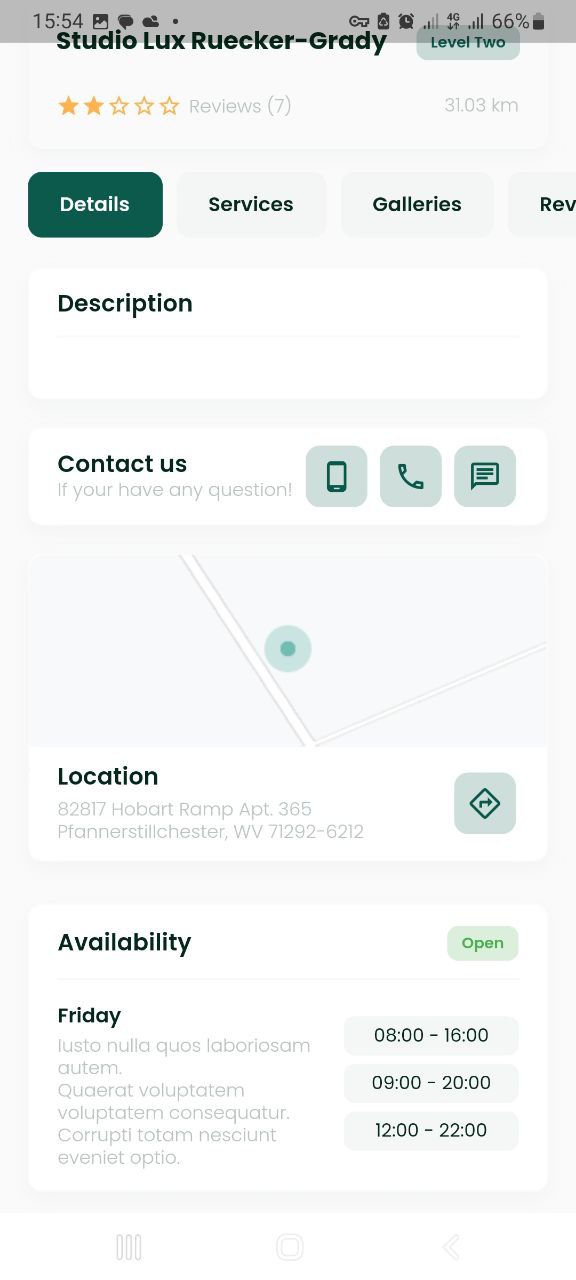 15:54 4G 66%
Studio Lux Ruecker-Grady
Level Two
Reviews (7)
31.03 km
Details
Services
Galleries
Rev
Description
Contact us
If your have any question!
Location
82817 Hobart Ramp Apt. 365
Pfannerstillchester, WV 71292-6212
Availability
Open
Friday
Iusto nulla quos laboriosam
autem.
Quaerat voluptatem
voluptatem consequatur.
Corrupti totam nesciunt
eveniet optio.
08:00 - 16:00
09:00 - 20:00
12:00 - 22:00